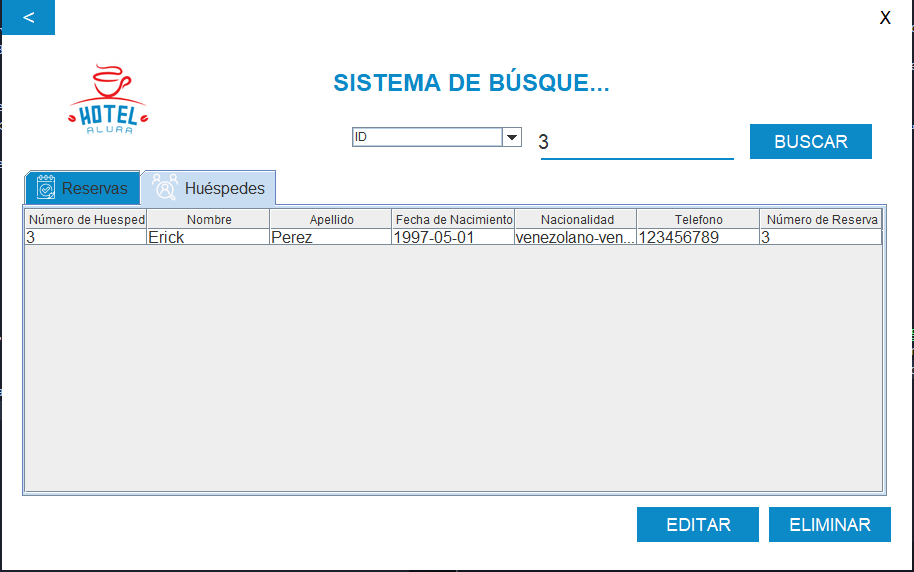 <
X
HOTEL
ALURA
SISTEMA DE BÚSQUE...
ID
3
BUSCAR
Reservas
Huéspedes
Número de Huesped Nombre Apellido Fecha de Nacimiento Nacionalidad Telefono Número de Reserva
3 Erick Perez 1997-05-01 venezolano-ven... 123456789 3
EDITAR
ELIMINAR